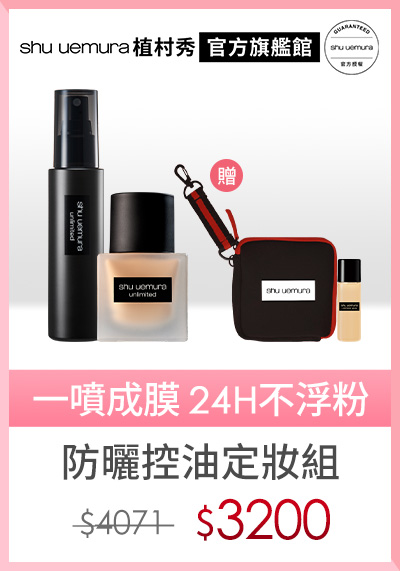 shu uemura 植村秀 官方旗艦館
GUARANTEED
shu uemura
官方授權
贈
shu uemura
unlimited
shu uemura
unlimited
shu uemura
一噴成膜 24H不浮粉
防曬控油定妝組
$4071 $3200